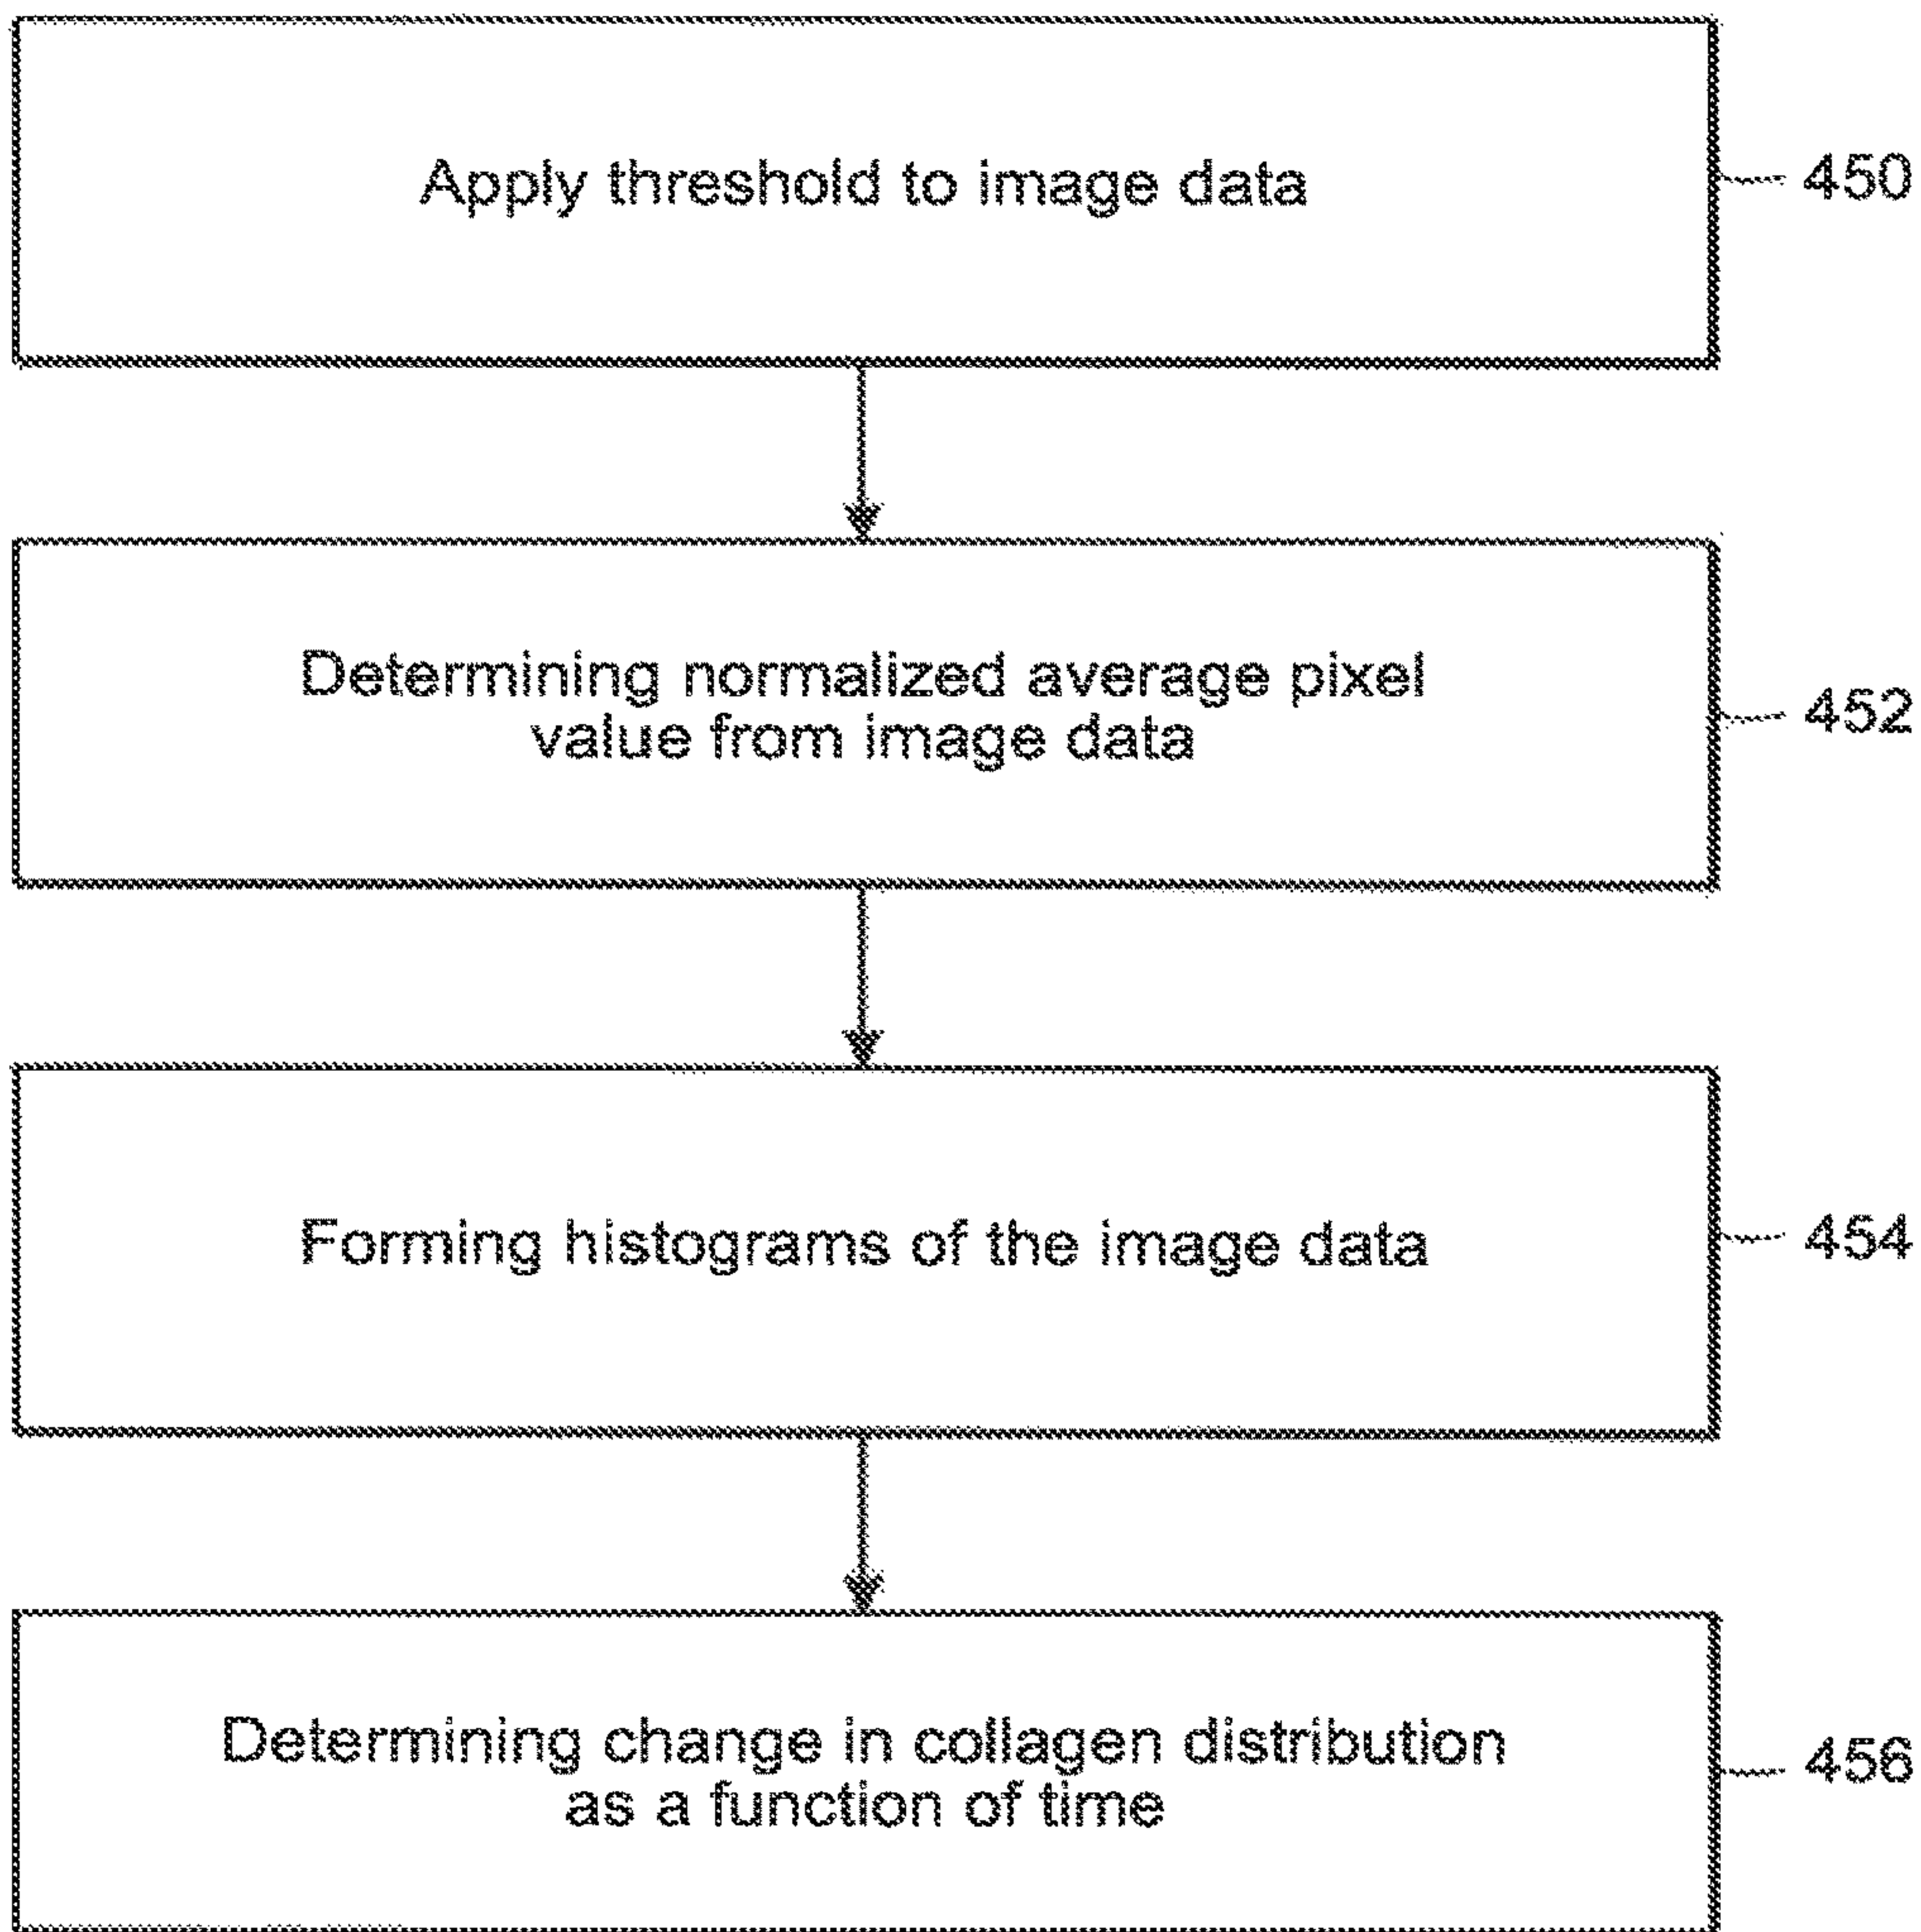 Apply threshold to image data
450
Determining normalized average pixel
value from image data
452
Forming histograms of the image data
454
Determining change in collagen distribution
as a function of time
456